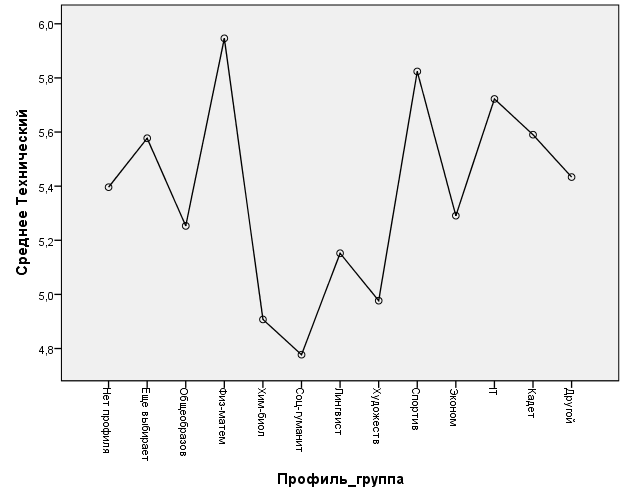 6,0
5,8
5,6
5,4
5,2
5,0
4,8
Среднее Технический
Нет профиля
Еще выбирает
Общеобразов
Физ-матем
Хим-биол
Соц-гуманит
Лингвист
Художеств
Спортив
Эконом
IT
Кадет
Другой
Профиль_группа